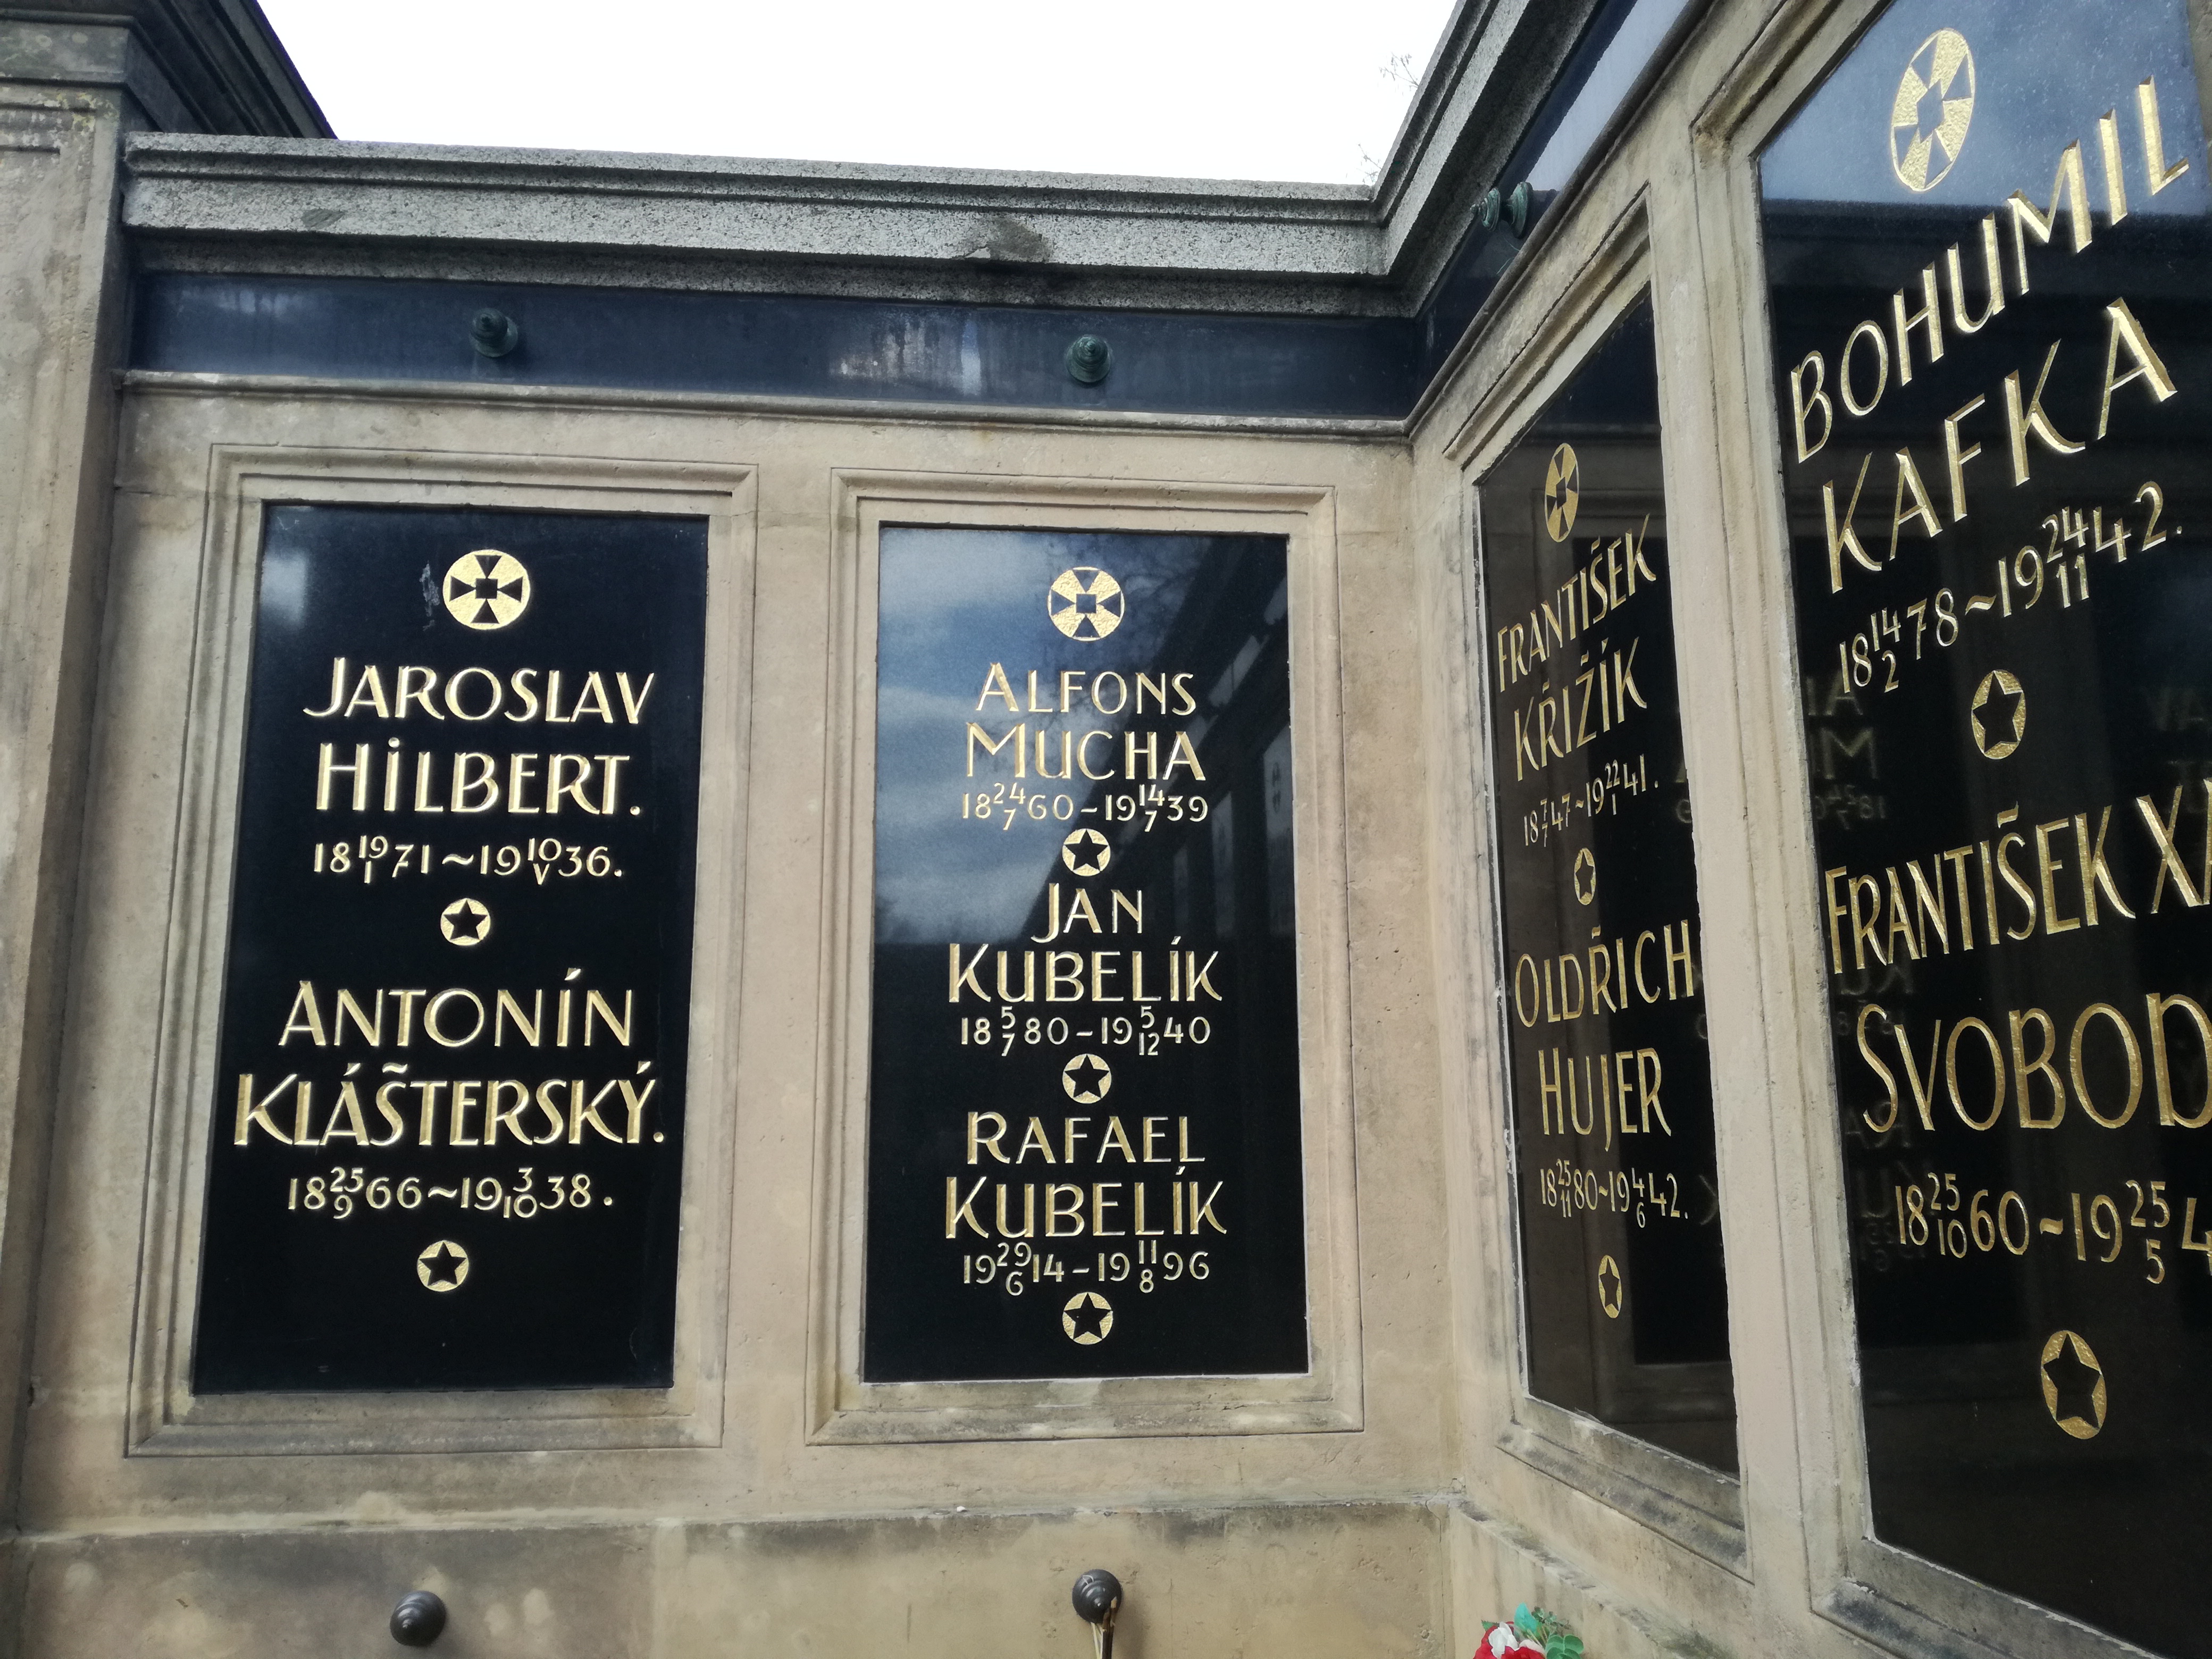 JAROSLAV
HILBERT.
18 19/I 71~19 10/V 36.
ANTONÍN
KLÁŠTERSKÝ.
18 25/9 66~19 3/10 38.
ALFONS
MUCHA
18 24/7 60-19 14/7 39
JAN
KUBELÍK
18 5/7 80-19 5/12 40
RAFAEL
KUBELÍK
19 29/6 14-19 11/8 96
FRANTIŠEK
KŘIŽÍK
18 7/7 47~19 22/1 41.
OLDŘICH
HUJER
18 25/11 80~19 4/6 42.
BOHUMIL
KAFKA
18 14/2 78~19 24/11 42.
FRANTIŠEK
SVOBOD
18 25/10 60~19 25/5 4